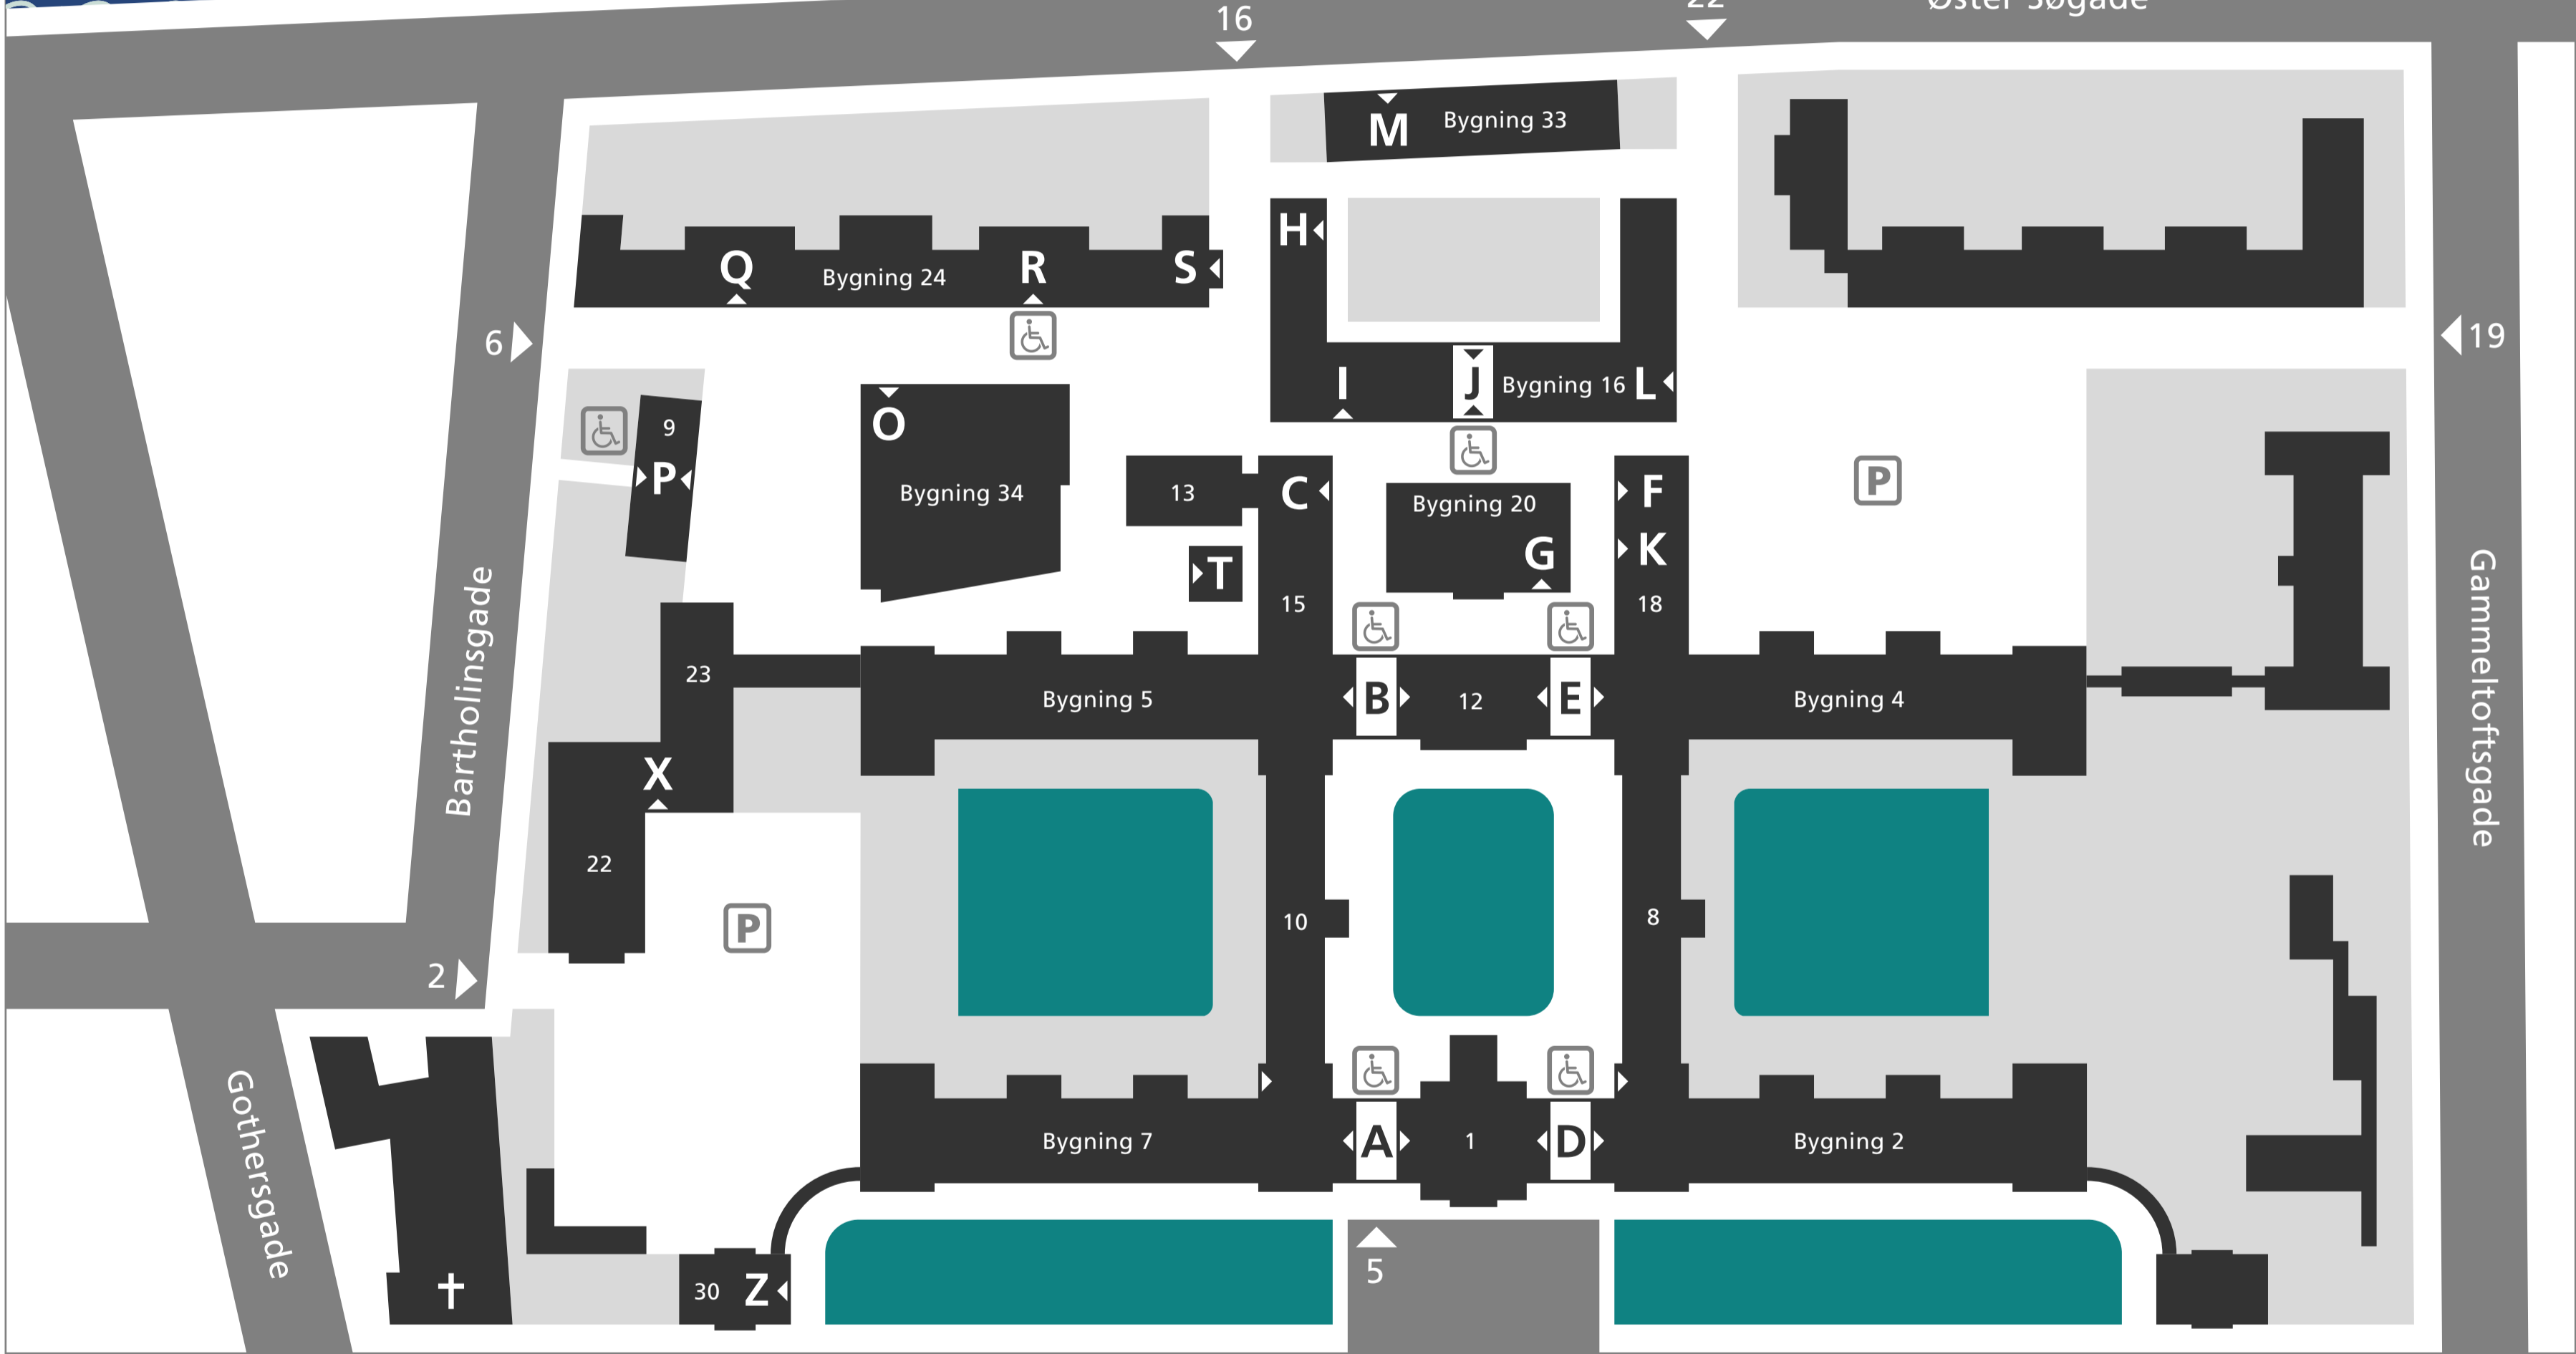 16
22
Øster Søgade
M
Bygning 33
H
Q
Bygning 24
R
S
6
19
I
J
Bygning 16
L
9
P
O
Bygning 34
13
C
Bygning 20
G
F
K
P
T
15
18
Bartholinsgade
Gammeltoftsgade
23
Bygning 5
B
12
E
Bygning 4
X
22
P
10
8
2
Gothersgade
Bygning 7
A
1
D
Bygning 2
5
30
Z